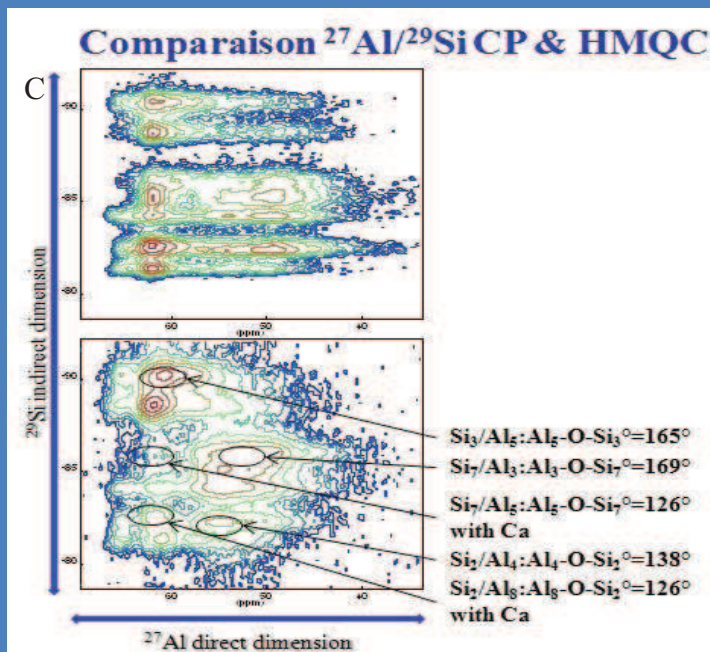 Comparaison ²⁷Al/²⁹Si CP & HMQC
C
²⁹Si indirect dimension
-90
-85
-80
60
50
40
(ppm)
-90
-85
-80
60
50
40
(ppm)
Si₃/Al₅:Al₅-O-Si₃°=165°
Si₇/Al₃:Al₃-O-Si₇°=169°
Si₇/Al₅:Al₅-O-Si₇°=126°
with Ca
Si₂/Al₄:Al₄-O-Si₂°=138°
Si₂/Al₈:Al₈-O-Si₂°=126°
with Ca
²⁷Al direct dimension